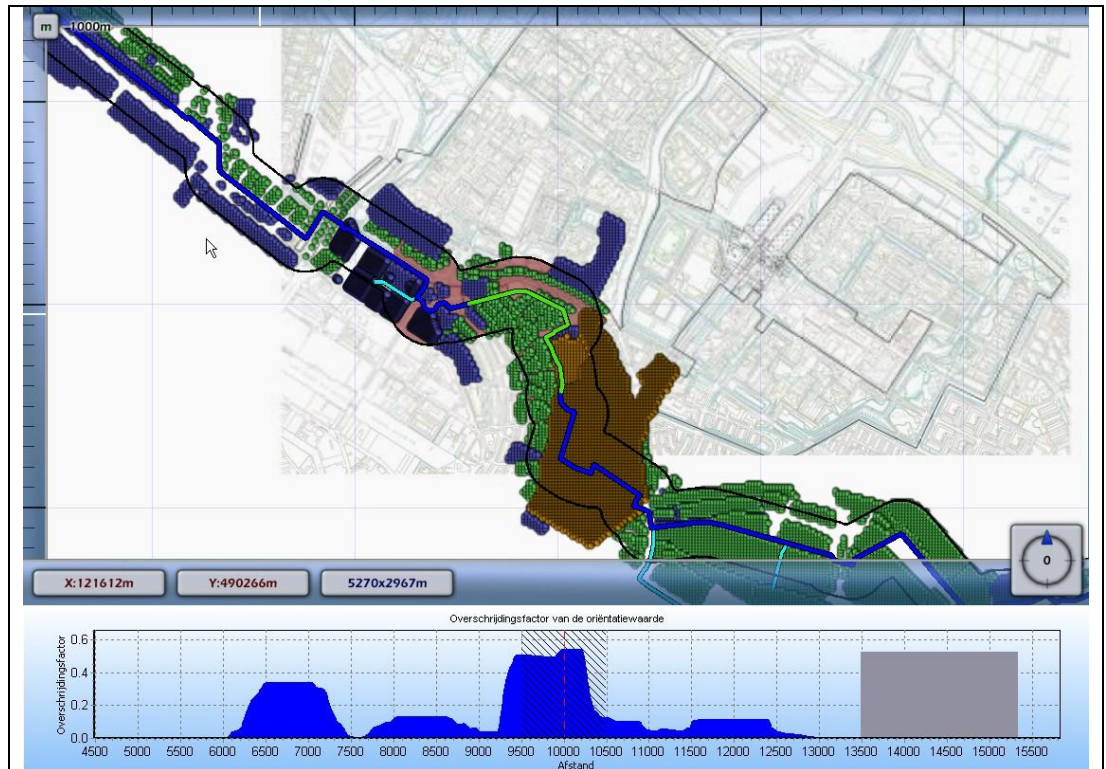 m 1000m
0
X:121612m Y:490266m 5270x2967m
Overschrijdingsfactor van de oriëntatiewaarde
Overschrijdingsfactor
0.6
0.4
0.2
0.0
4500 5000 5500 6000 6500 7000 7500 8000 8500 9000 9500 10000 10500 11000 11500 12000 12500 13000 13500 14000 14500 15000 15500
Afstand